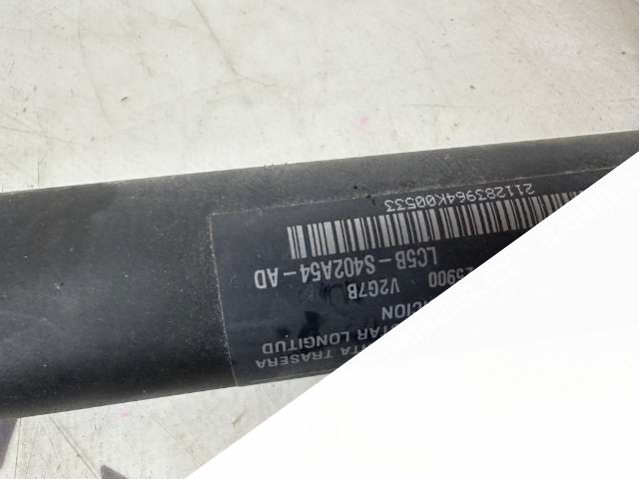 TRASERA
LONGITUD
V2G7B
LC5B-S402A54-AD
211283964K00533